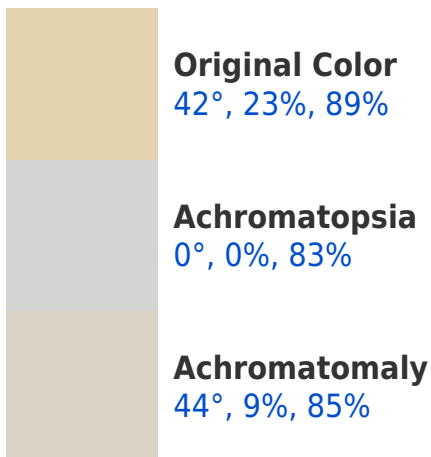 Original Color
42°, 23%, 89%
Achromatopsia
0°, 0%, 83%
Achromatomaly
44°, 9%, 85%